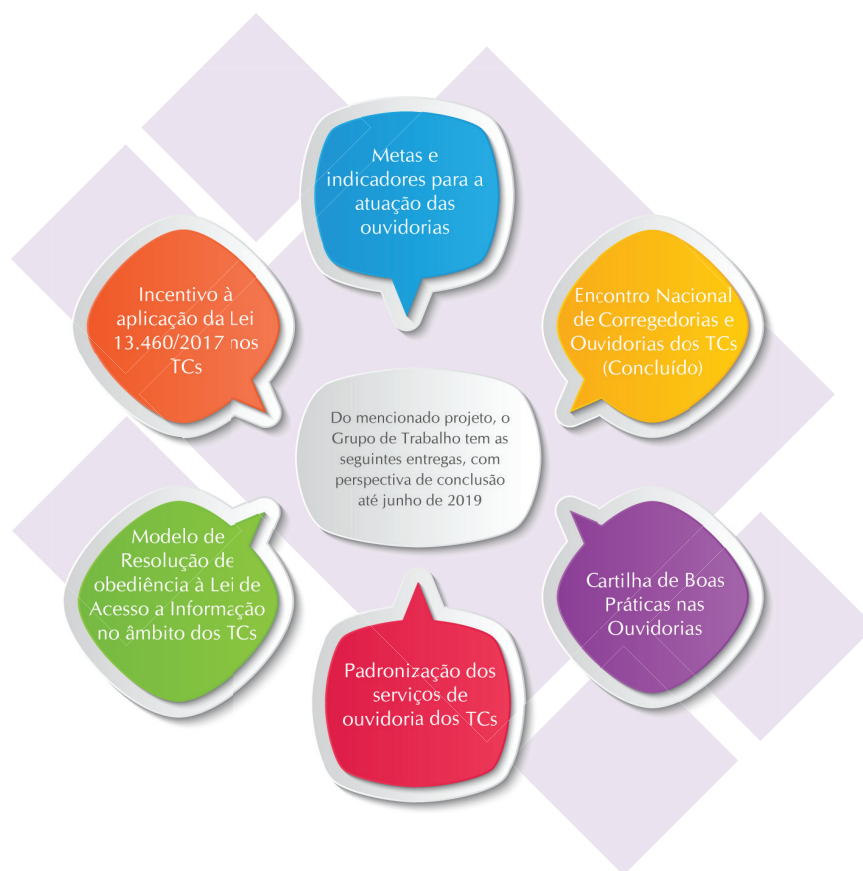 Metas e
indicadores para a
atuação das
ouvidorias
Incentivo à
aplicação da Lei
13.460/2017 nos
TCs
Encontro Nacional
de Corregedorias e
Ouvidorias dos TCs
(Concluído)
Do mencionado projeto, o
Grupo de Trabalho tem as
seguintes entregas, com
perspectiva de conclusão
até junho de 2019
Modelo de
Resolução de
obediência à Lei de
Acesso a Informação
no âmbito dos TCs
Cartilha de Boas
Práticas nas
Ouvidorias
Padronização dos
serviços de
ouvidoria dos TCs